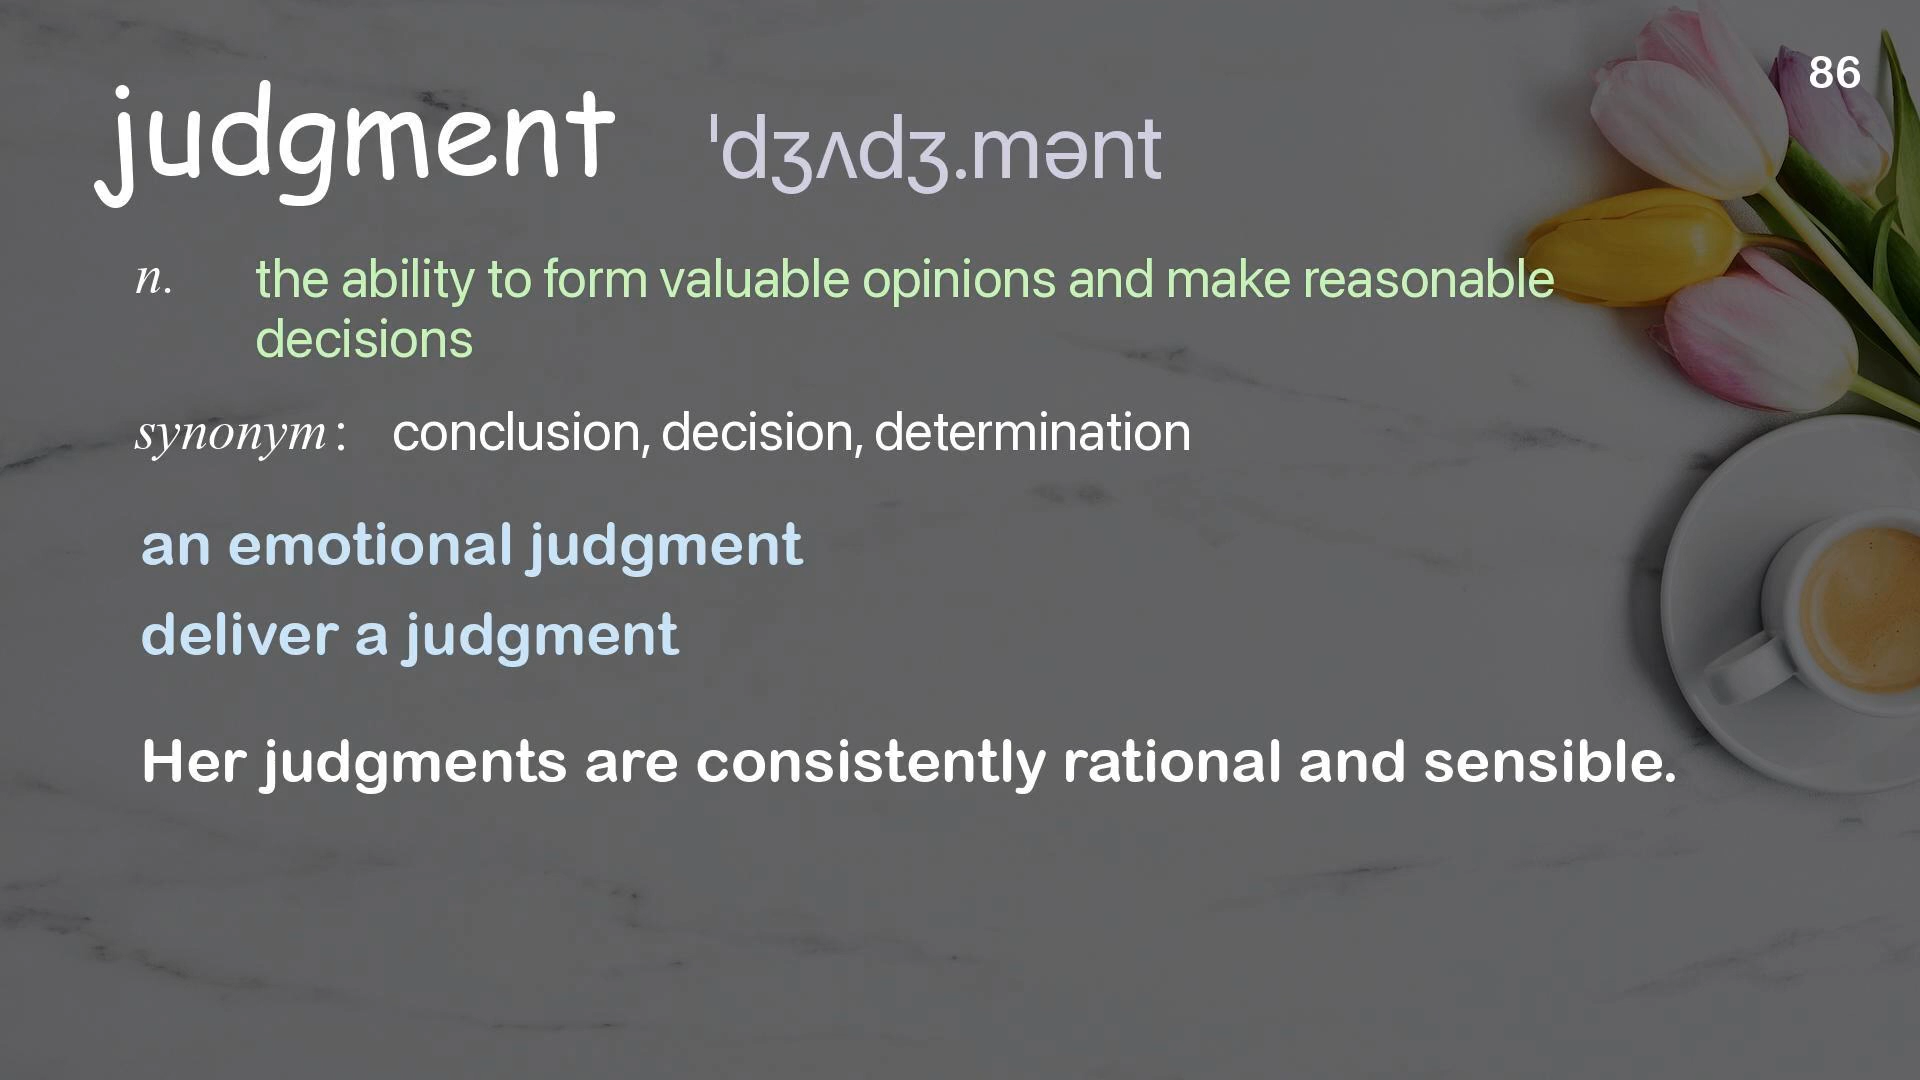 86
judgment ˈdʒʌdʒ.mənt
n. the ability to form valuable opinions and make reasonable
decisions
synonym: conclusion, decision, determination
an emotional judgment
deliver a judgment
Her judgments are consistently rational and sensible.